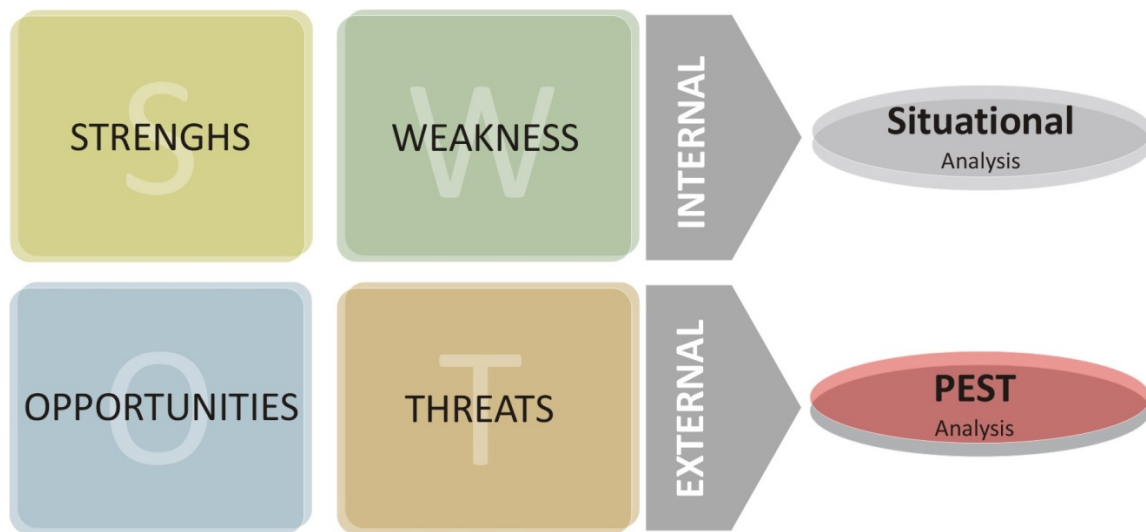 S
STRENGHS
W
WEAKNESS
INTERNAL
Situational
Analysis
O
OPPORTUNITIES
T
THREATS
EXTERNAL
PEST
Analysis